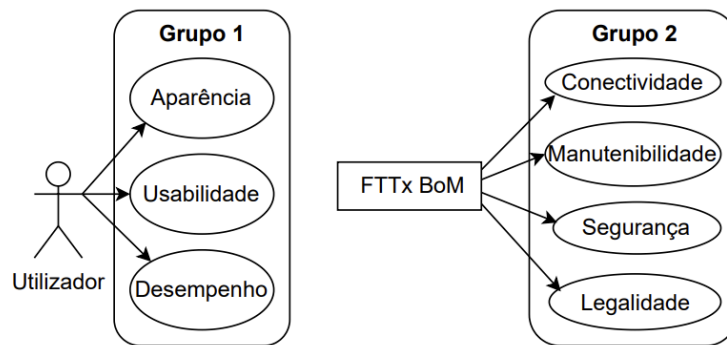 Grupo 1
Aparência
Usabilidade
Desempenho
Utilizador
FTTx BoM
Grupo 2
Conectividade
Manutenibilidade
Segurança
Legalidade